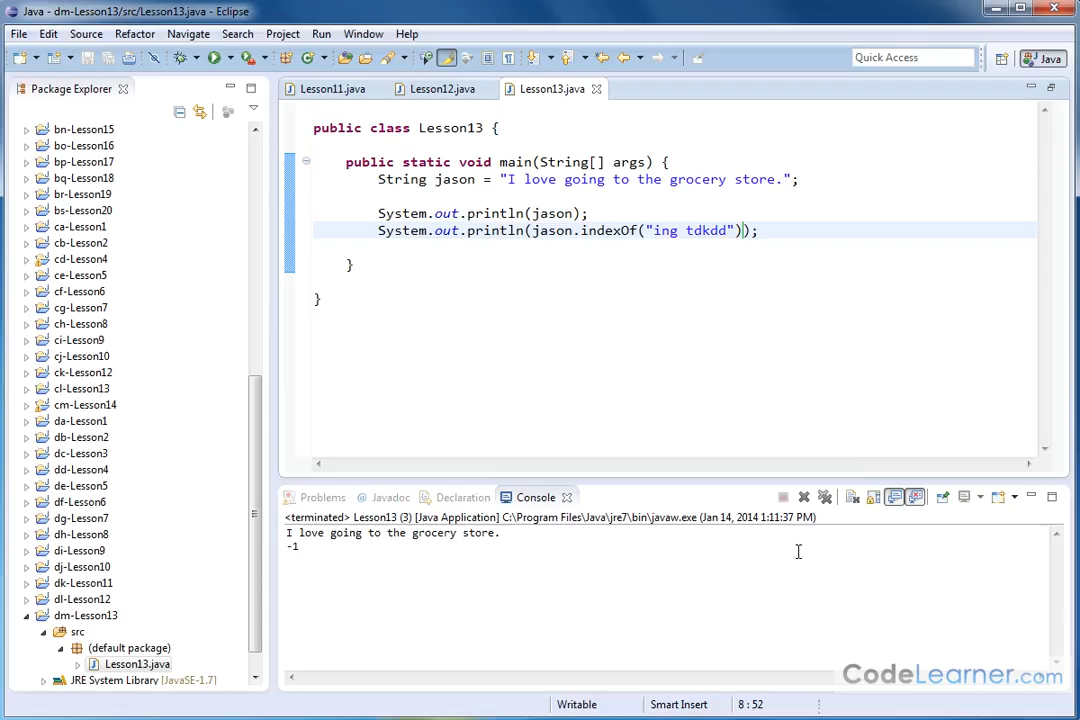 Java - dm-Lesson13/src/Lesson13.java - Eclipse
File Edit Source Refactor Navigate Search Project Run Window Help
Quick Access
Java
Package Explorer
Lesson11.java
Lesson12.java
Lesson13.java
bn-Lesson15
bo-Lesson16
bp-Lesson17
bq-Lesson18
br-Lesson19
bs-Lesson20
ca-Lesson1
cb-Lesson2
cd-Lesson4
ce-Lesson5
cf-Lesson6
cg-Lesson7
ch-Lesson8
ci-Lesson9
cj-Lesson10
ck-Lesson12
cl-Lesson13
cm-Lesson14
da-Lesson1
db-Lesson2
dc-Lesson3
dd-Lesson4
de-Lesson5
df-Lesson6
dg-Lesson7
dh-Lesson8
di-Lesson9
dj-Lesson10
dk-Lesson11
dl-Lesson12
dm-Lesson13
src
(default package)
Lesson13.java
JRE System Library [JavaSE-1.7]
public class Lesson13 {
public static void main(String[] args) {
String jason = "I love going to the grocery store.";
System.out.println(jason);
System.out.println(jason.indexOf("ing tdkdd"));
}
}
Problems @ Javadoc Declaration Console
<terminated> Lesson13 (3) [Java Application] C:\Program Files\Java\jre7\bin\javaw.exe (Jan 14, 2014 1:11:37 PM)
I love going to the grocery store.
-1
CodeLearner.com
Writable Smart Insert 8 : 52